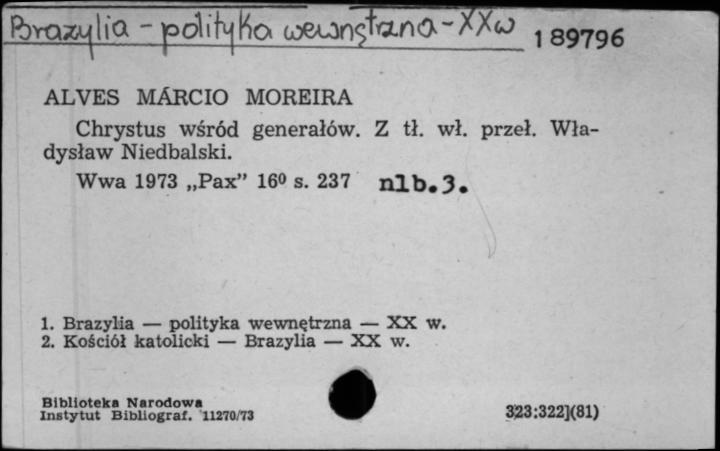 Brazylia - polityka wewnętrzna - XX w 189796
ALVES MÁRCIO MOREIRA
Chrystus wśród generałów. Z tł. wł. przeł. Wła-
dysław Niedbalski.
Wwa 1973 „Pax” 16⁰ s. 237 nlb. 3.
1. Brazylia — polityka wewnętrzna — XX w.
2. Kościół katolicki — Brazylia — XX w.
Biblioteka Narodowa
Instytut Bibliograf. 11270/73 323:322](81)